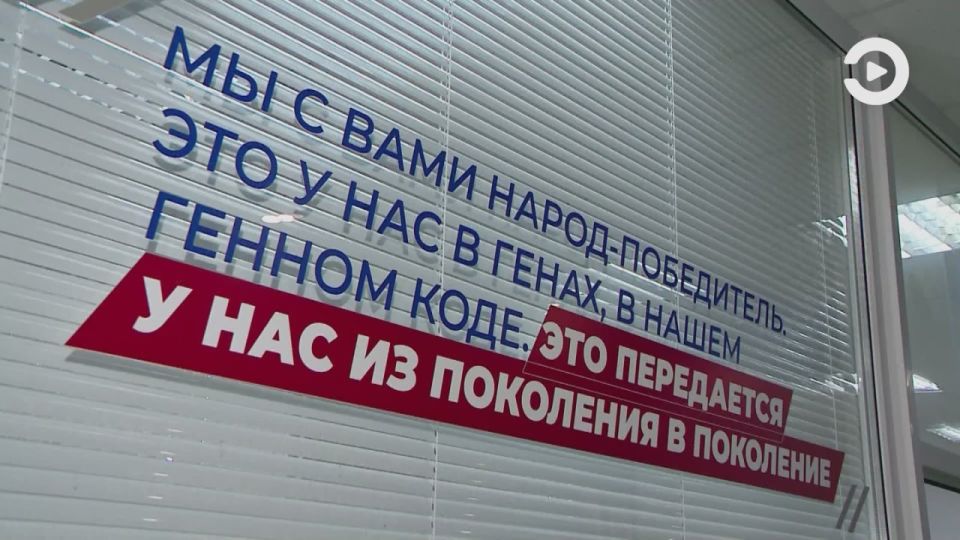 МЫ С ВАМИ НАРОД-ПОБЕДИТЕЛЬ.
ЭТО У НАС В ГЕНАХ, В НАШЕМ
ГЕННОМ КОДЕ. ЭТО ПЕРЕДАЕТСЯ
У НАС ИЗ ПОКОЛЕНИЯ В ПОКОЛЕНИЕ